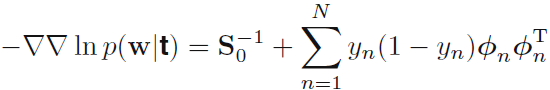 −∇∇ ln p(w|t) = S₀⁻¹ + ∑ₙ₌₁ᴺ yₙ(1 − yₙ)ϕₙϕₙᵀ